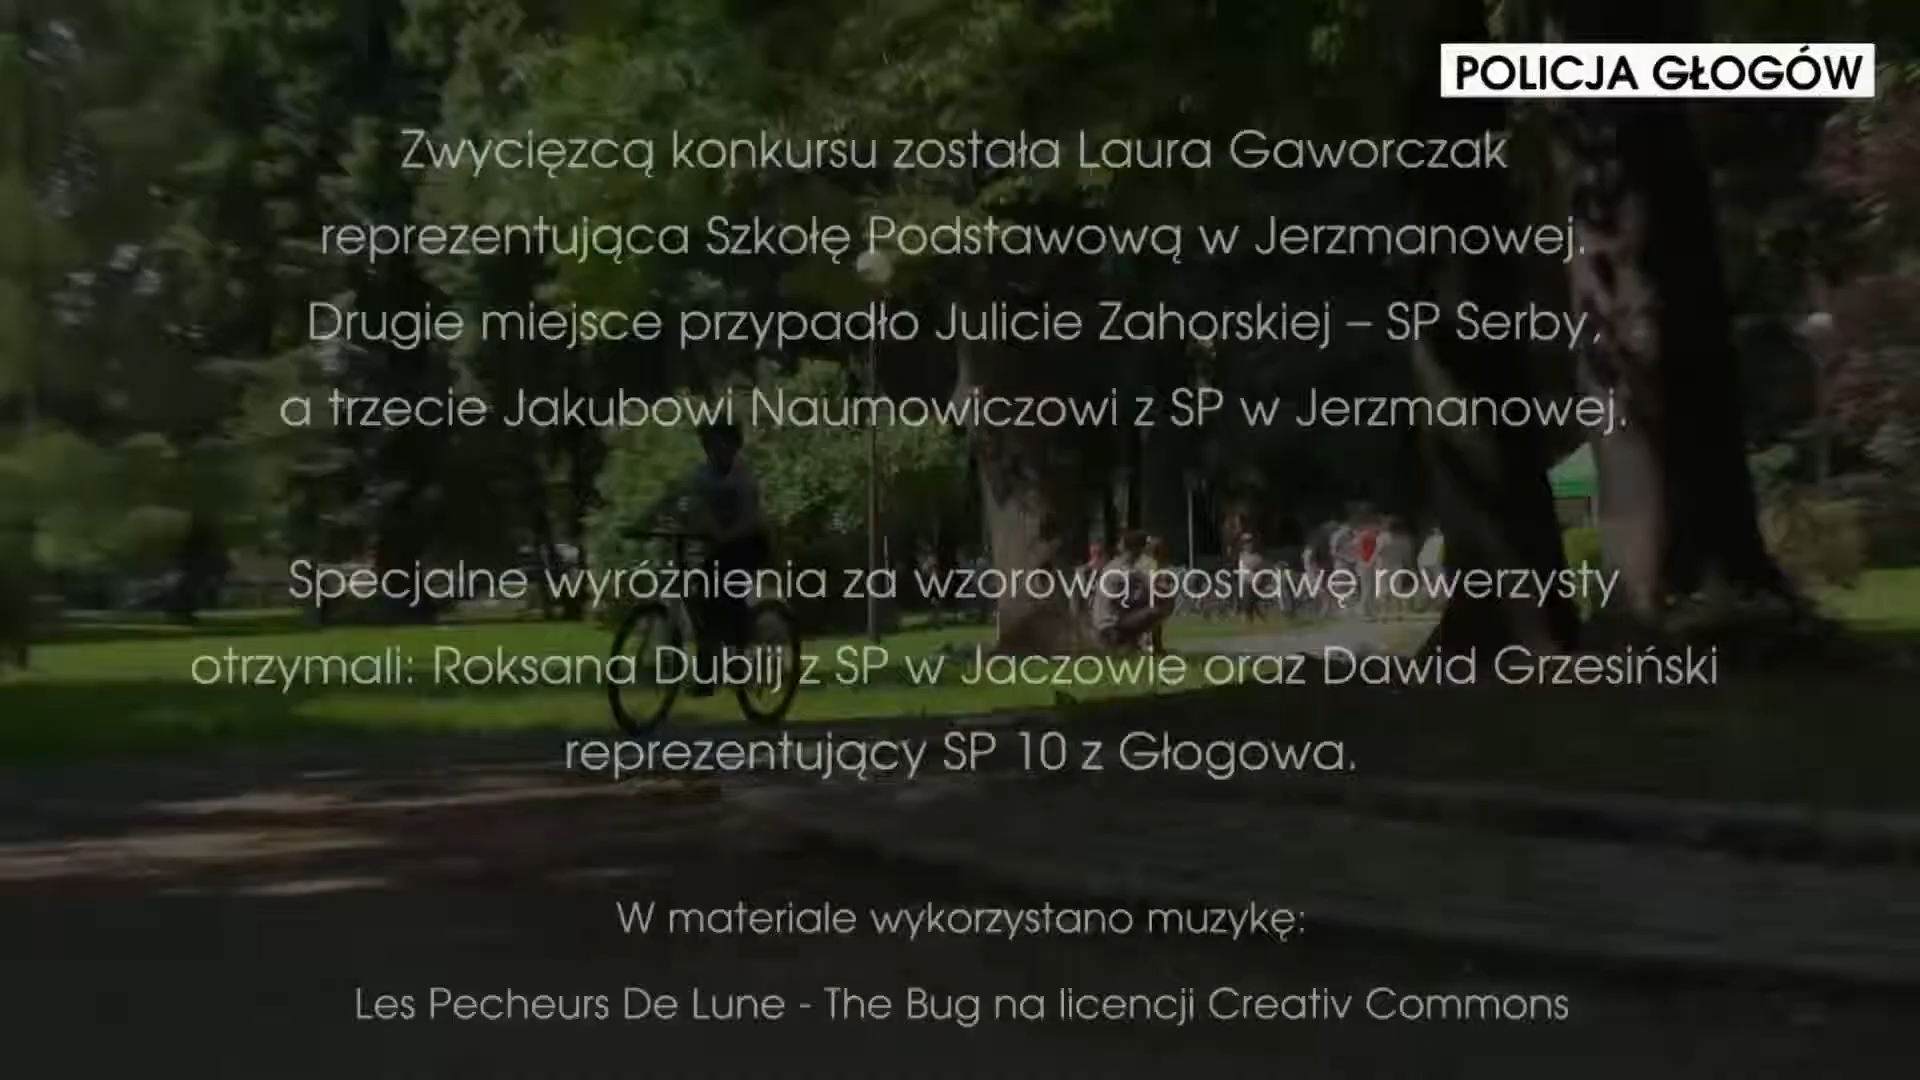 POLICJA GŁOGÓW
Zwycięzcą konkursu została Laura Gaworczak
reprezentująca Szkołę Podstawową w Jerzmanowej.
Drugie miejsce przypadło Julicie Zahorskiej – SP Serby,
a trzecie Jakubowi Naumowiczowi z SP w Jerzmanowej.
Specjalne wyróżnienia za wzorową postawę rowerzysty
otrzymali: Roksana Dublij z SP w Jaczowie oraz Dawid Grzesiński
reprezentujący SP 10 z Głogowa.
W materiale wykorzystano muzykę:
Les Pecheurs De Lune - The Bug na licencji Creativ Commons